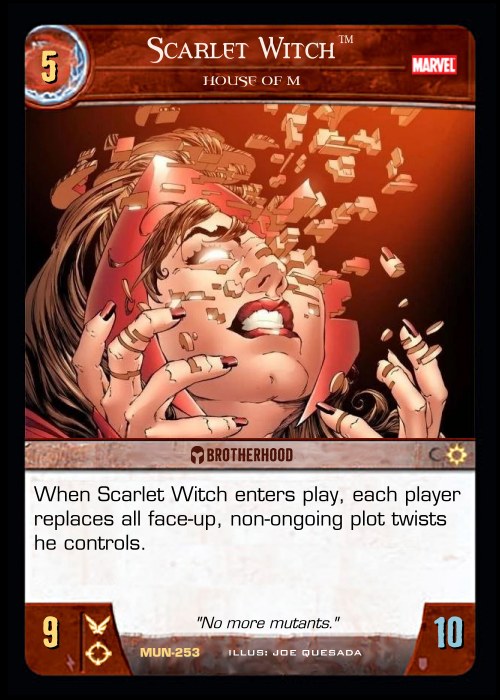 5
SCARLET WITCH™
HOUSE OF M
MARVEL
BROTHERHOOD
When Scarlet Witch enters play, each player
replaces all face-up, non-ongoing plot twists
he controls.
"No more mutants."
9
MUN-253 ILLUS: JOE QUESADA
10